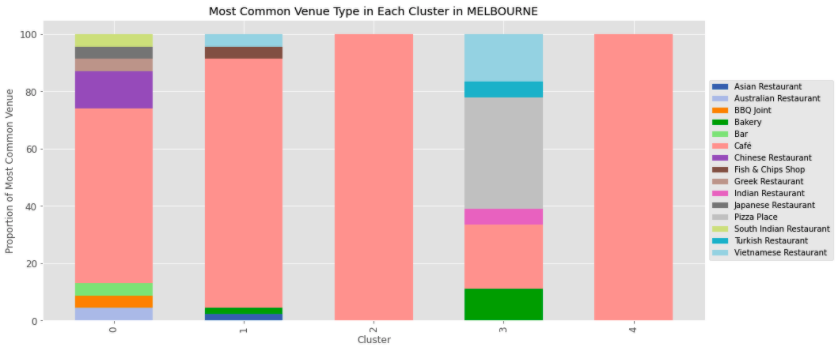 Most Common Venue Type in Each Cluster in MELBOURNE
100
80
60
40
20
0
Proportion of Most Common Venue
0
1
2
3
4
Cluster
Asian Restaurant
Australian Restaurant
BBQ Joint
Bakery
Bar
Café
Chinese Restaurant
Fish & Chips Shop
Greek Restaurant
Indian Restaurant
Japanese Restaurant
Pizza Place
South Indian Restaurant
Turkish Restaurant
Vietnamese Restaurant